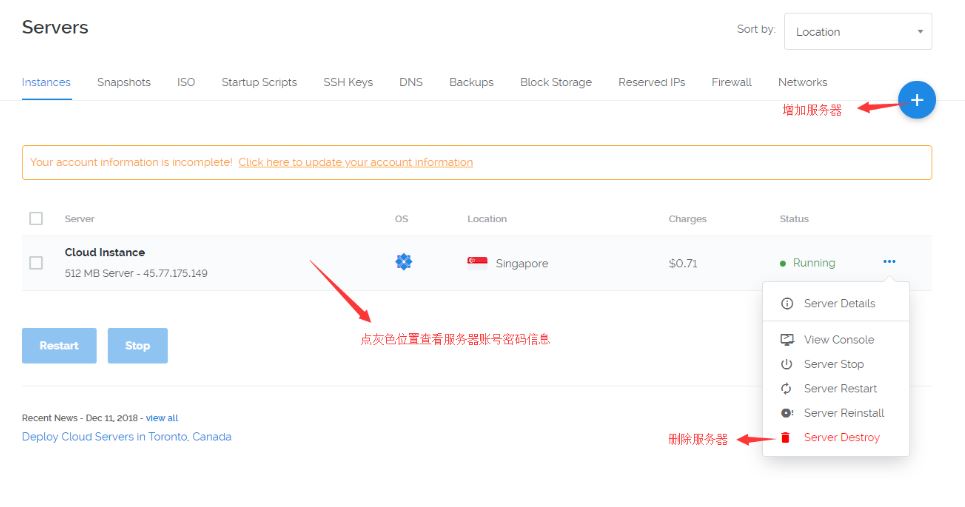 Servers
Sort by: Location
Instances Snapshots ISO Startup Scripts SSH Keys DNS Backups Block Storage Reserved IPs Firewall Networks
+
增加服务器
Your account information is incomplete! Click here to update your account information
Server OS Location Charges Status
Cloud Instance
512 MB Server - 45.77.175.149
Singapore $0.71 Running
Server Details
点灰色位置查看服务器账号密码信息
Restart Stop
View Console
Server Stop
Server Restart
Server Reinstall
删除服务器
Server Destroy
Recent News - Dec 11, 2018 - view all
Deploy Cloud Servers in Toronto, Canada